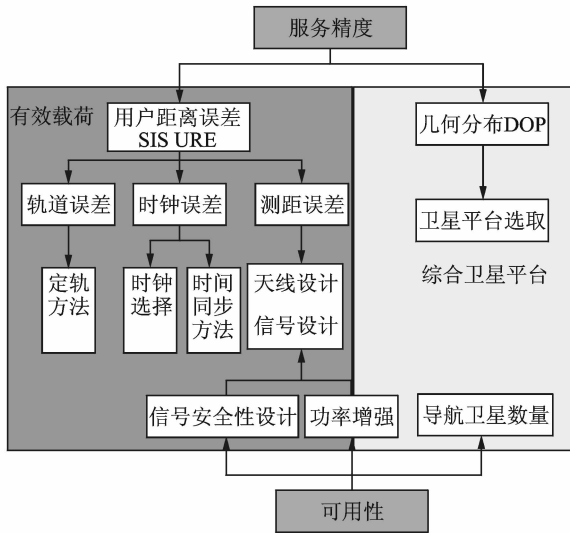 服务精度
有效载荷
用户距离误差
SIS URE
几何分布DOP
轨道误差
时钟误差
测距误差
卫星平台选取
定轨
方法
时钟
选择
时间
同步
方法
天线设计
信号设计
综合卫星平台
信号安全性设计
功率增强
导航卫星数量
可用性